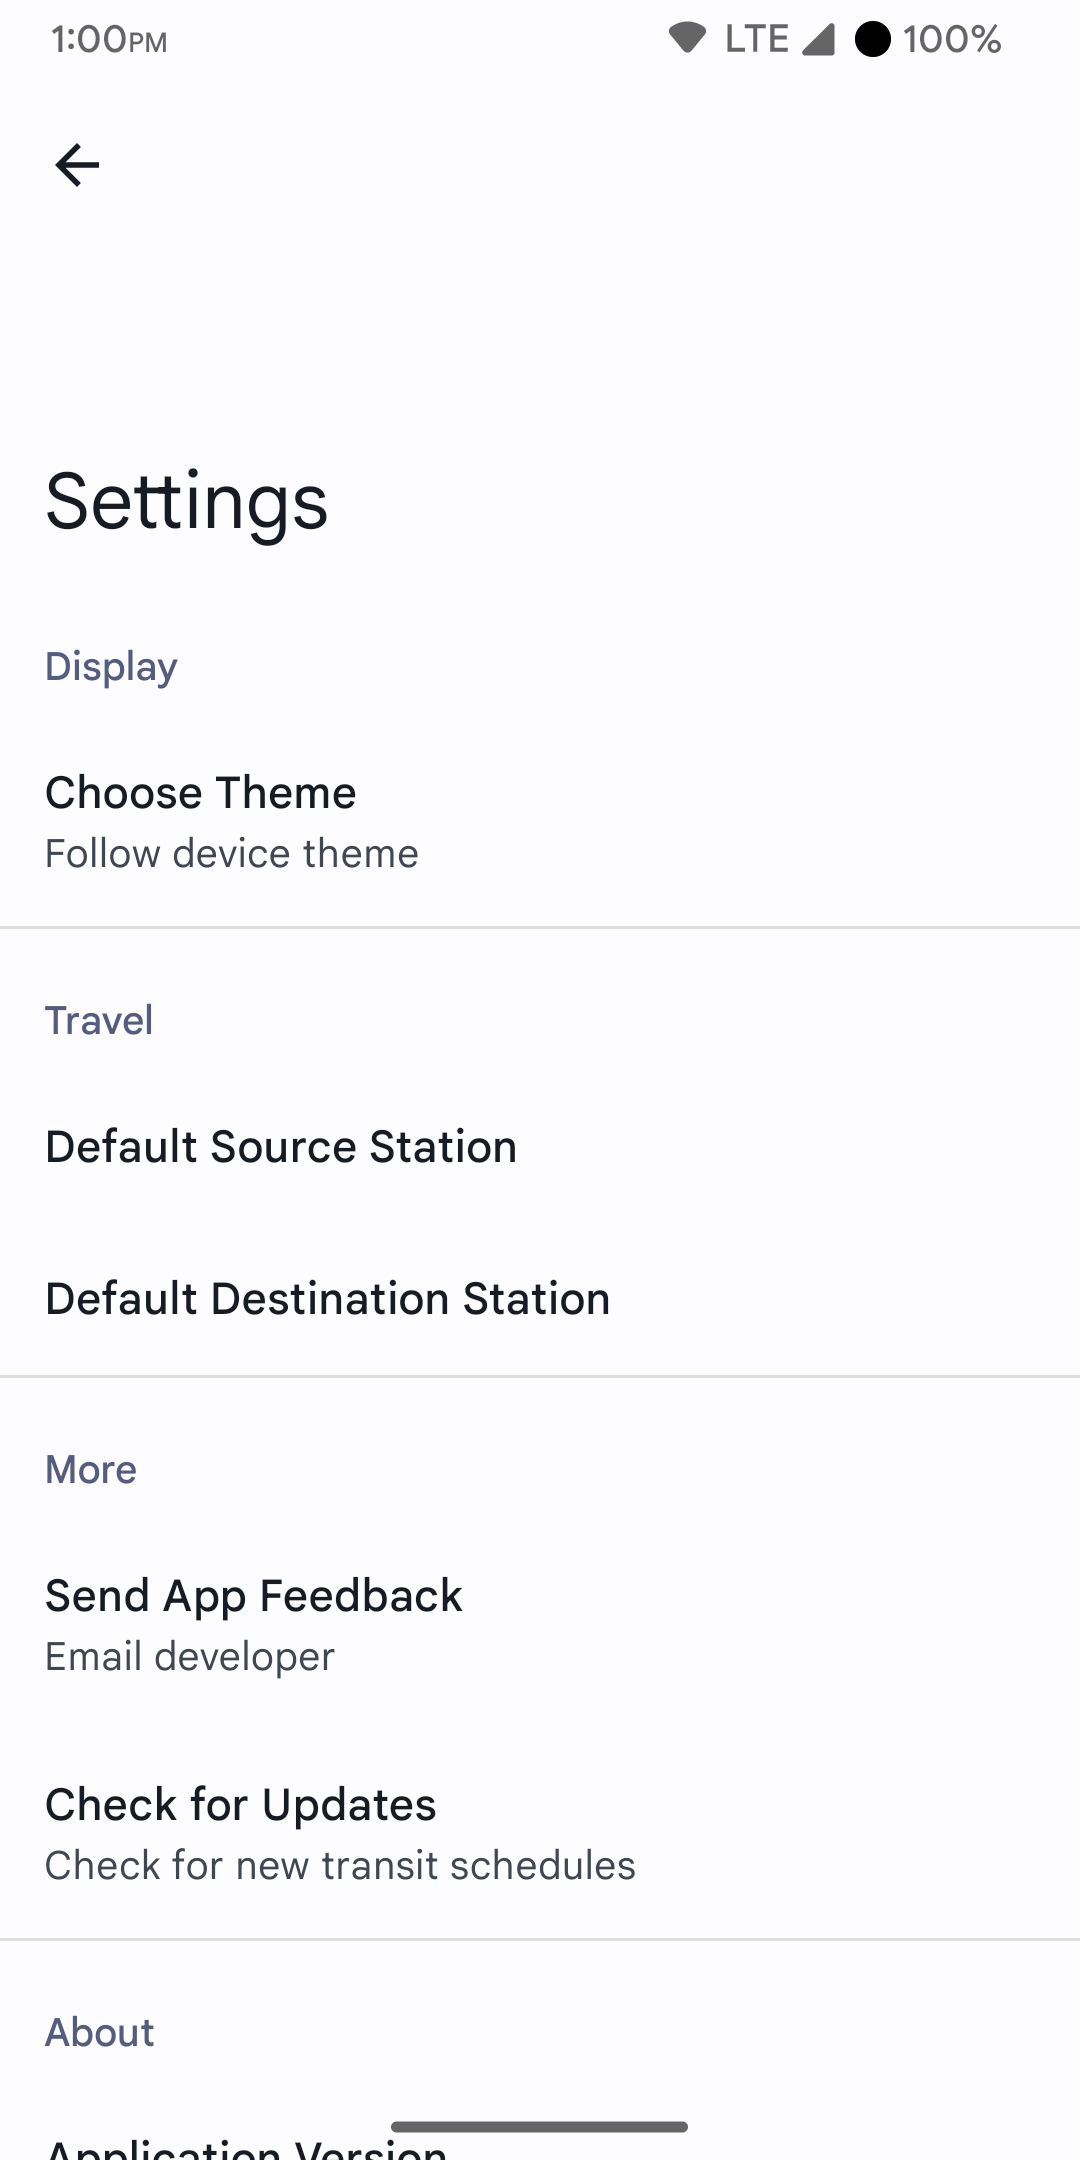 1:00PM LTE 100%
Settings
Display
Choose Theme
Follow device theme
Travel
Default Source Station
Default Destination Station
More
Send App Feedback
Email developer
Check for Updates
Check for new transit schedules
About
Application Version